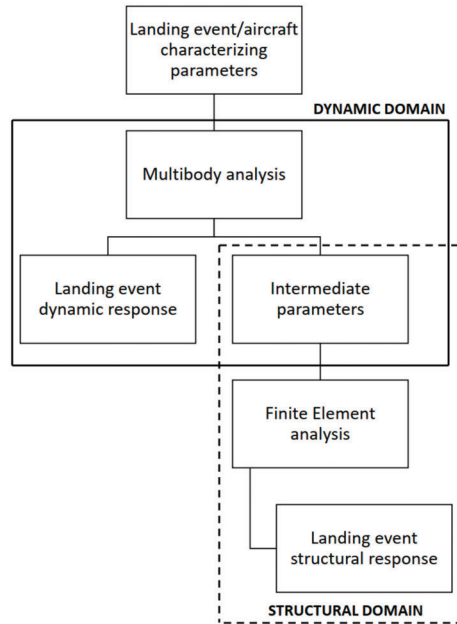 Landing event/aircraft
characterizing
parameters
DYNAMIC DOMAIN
Multibody analysis
Landing event
dynamic response
Intermediate
parameters
Finite Element
analysis
Landing event
structural response
STRUCTURAL DOMAIN